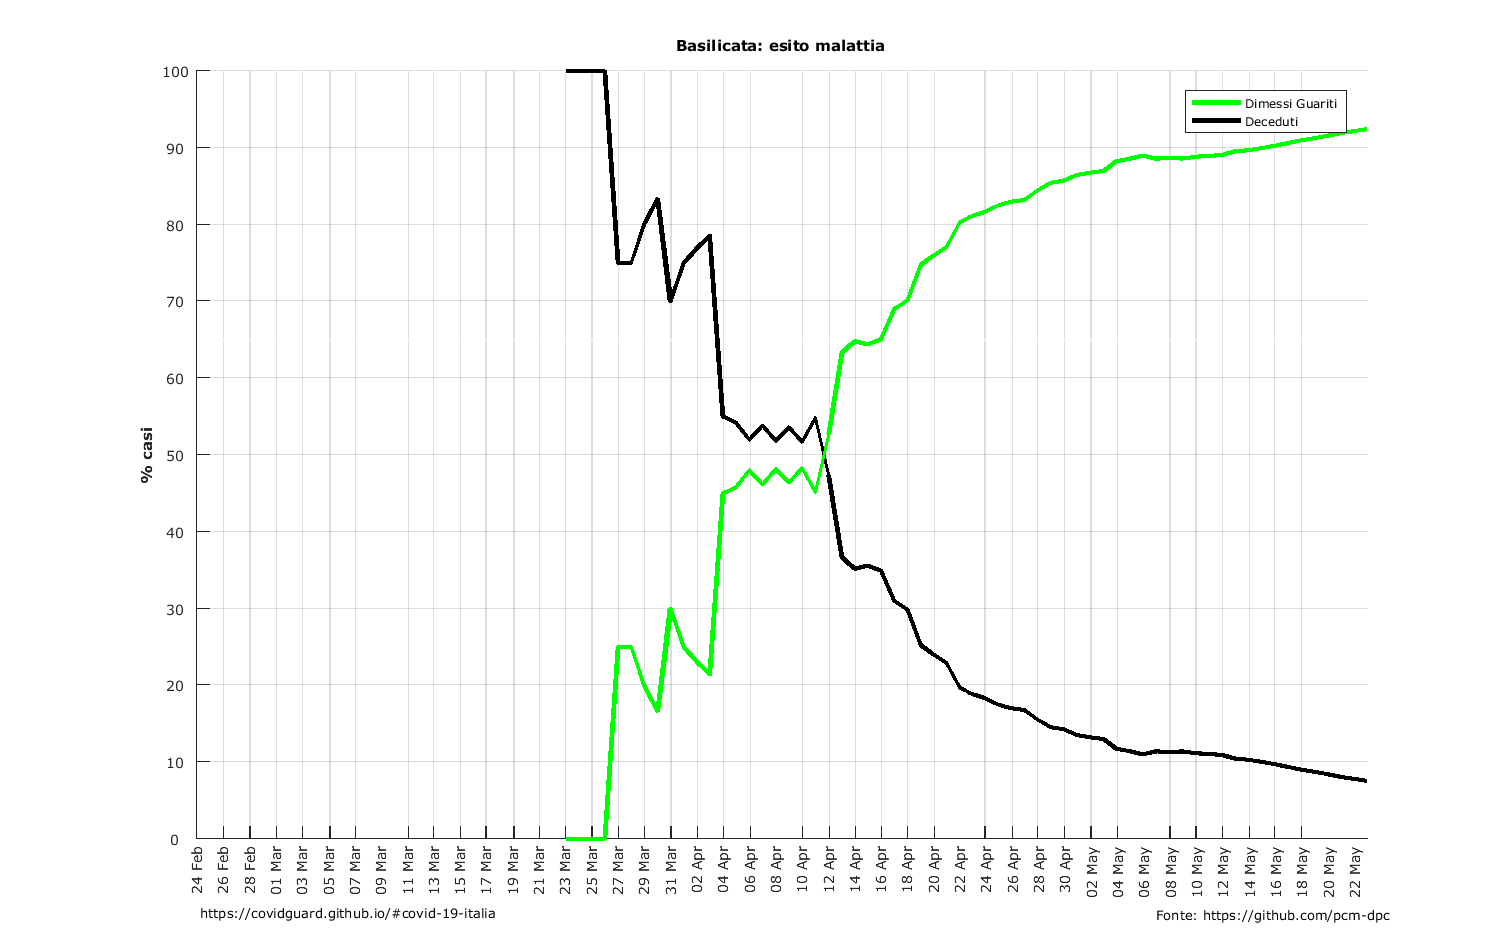 Basilicata: esito malattia
Dimessi Guariti
Deceduti
% casi
100
90
80
70
60
50
40
30
20
10
0
24 Feb
26 Feb
28 Feb
01 Mar
03 Mar
05 Mar
07 Mar
09 Mar
11 Mar
13 Mar
15 Mar
17 Mar
19 Mar
21 Mar
23 Mar
25 Mar
27 Mar
29 Mar
31 Mar
02 Apr
04 Apr
06 Apr
08 Apr
10 Apr
12 Apr
14 Apr
16 Apr
18 Apr
20 Apr
22 Apr
24 Apr
26 Apr
28 Apr
30 Apr
02 May
04 May
06 May
08 May
10 May
12 May
14 May
16 May
18 May
20 May
22 May
https://covidguard.github.io/#covid-19-italia
Fonte: https://github.com/pcm-dpc